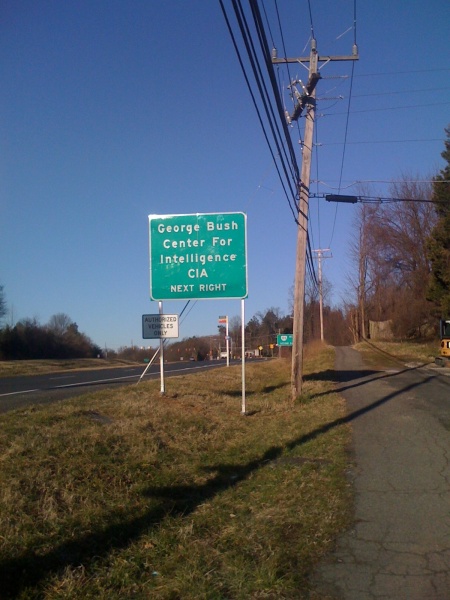 George Bush
Center For
Intelligence
CIA
NEXT RIGHT
AUTHORIZED
VEHICLES
ONLY